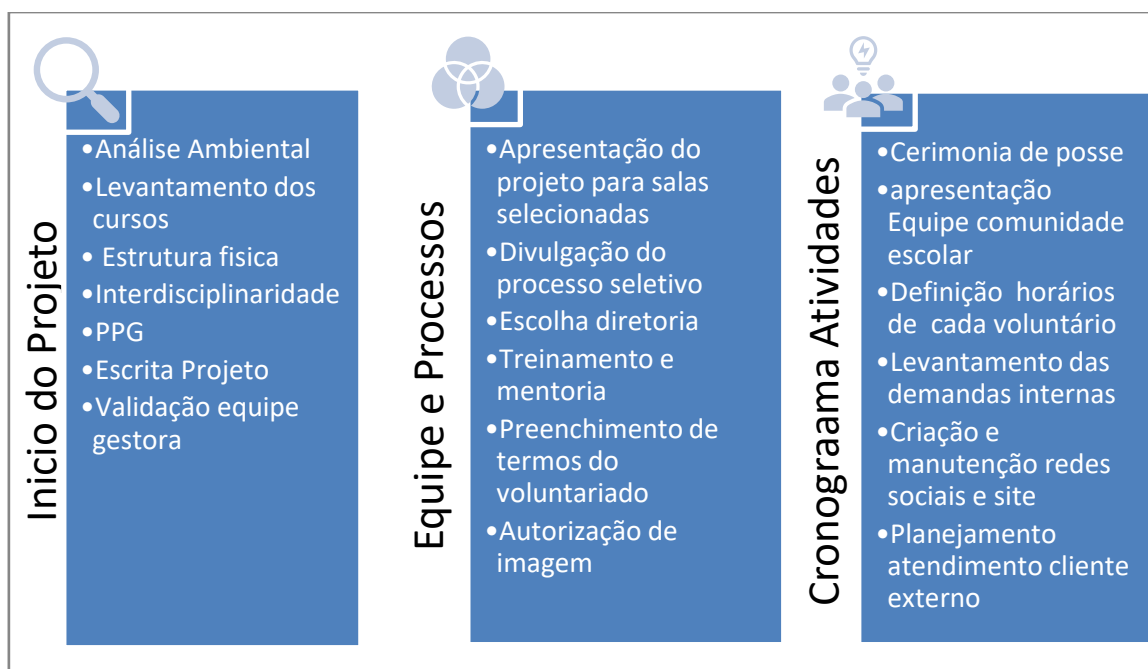 Inicio do Projeto
•Análise Ambiental
•Levantamento dos
cursos
• Estrutura fisica
•Interdisciplinaridade
•PPG
•Escrita Projeto
•Validação equipe
gestora
Equipe e Processos
•Apresentação do
projeto para salas
selecionadas
•Divulgação do
processo seletivo
•Escolha diretoria
•Treinamento e
mentoria
•Preenchimento de
termos do
voluntariado
•Autorização de
imagem
Cronograama Atividades
•Cerimonia de posse
•apresentação
Equipe comunidade
escolar
•Definição horários
de cada voluntário
•Levantamento das
demandas internas
•Criação e
manutenção redes
sociais e site
•Planejamento
atendimento cliente
externo